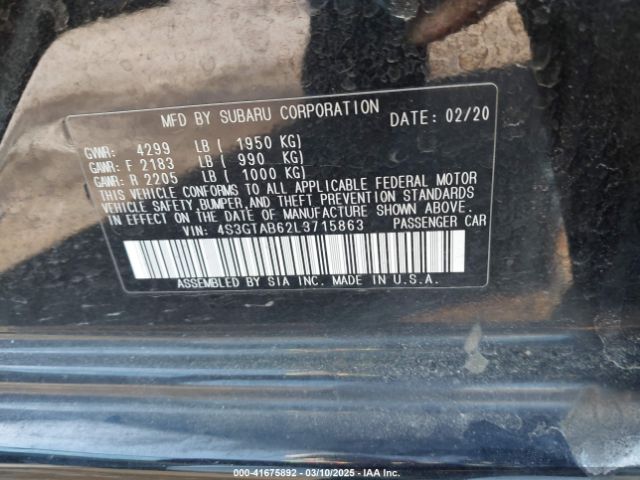 MFD BY SUBARU CORPORATION DATE: 02/20
GVWR: 4299 LB ( 1950 KG)
GAWR: F 2183 LB ( 990 KG)
GAWR: R 2205 LB ( 1000 KG)
THIS VEHICLE CONFORMS TO ALL APPLICABLE FEDERAL MOTOR
VEHICLE SAFETY,BUMPER,AND THEFT PREVENTION STANDARDS
IN EFFECT ON THE DATE OF MANUFACTURE SHOWN ABOVE.
VIN: 4S3GTAB62L3715863 PASSENGER CAR
ASSEMBLED BY SIA INC. MADE IN U.S.A.
000-41675892 — 03/10/2025 — IAA Inc.